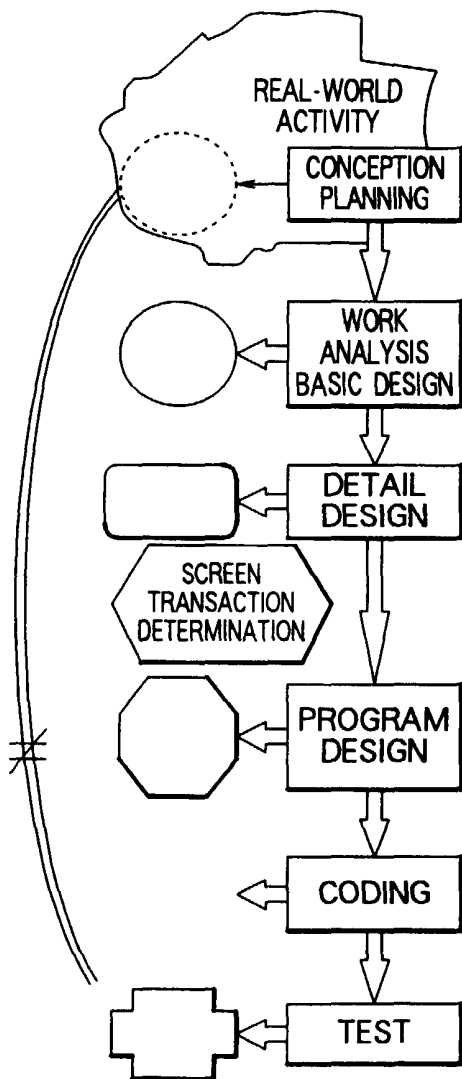 REAL-WORLD
ACTIVITY
CONCEPTION
PLANNING
WORK
ANALYSIS
BASIC DESIGN
DETAIL
DESIGN
SCREEN
TRANSACTION
DETERMINATION
PROGRAM
DESIGN
CODING
TEST